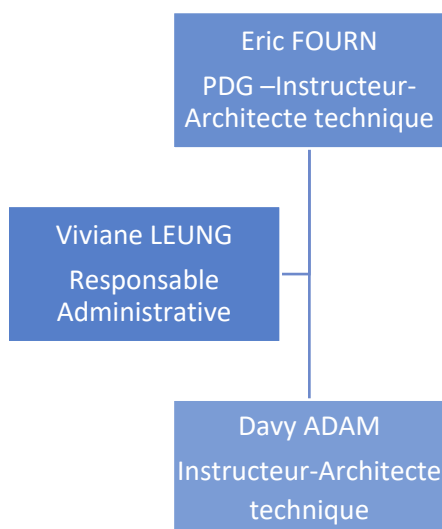 Eric FOURN
PDG –Instructeur-
Architecte technique
Viviane LEUNG
Responsable
Administrative
Davy ADAM
Instructeur-Architecte
technique